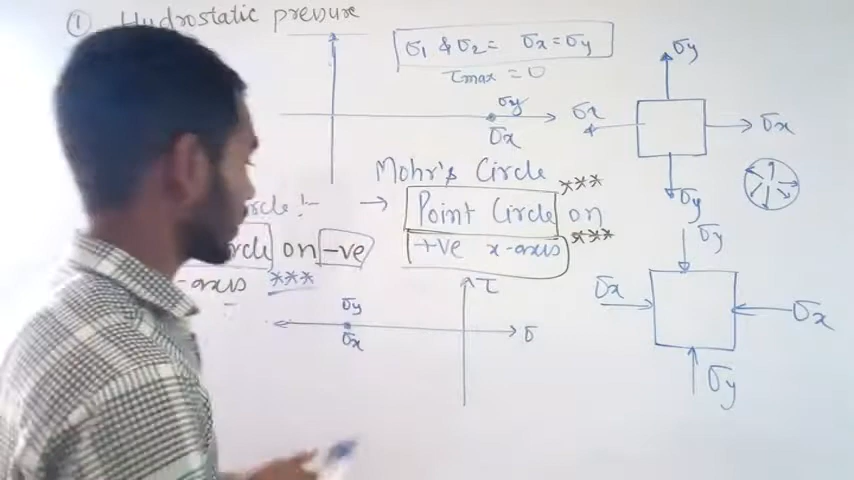 ① Hydrostatic pressure
σ1 & σ2 = σx = σy
τmax = 0
σy
σx
σy
σx
σx
σy
Mohr's Circle
→ Point Circle on ***
+ve x-axis ***
on -ve
-axis ***
σy
σx
τ
σ
σy
σx
σx
σy